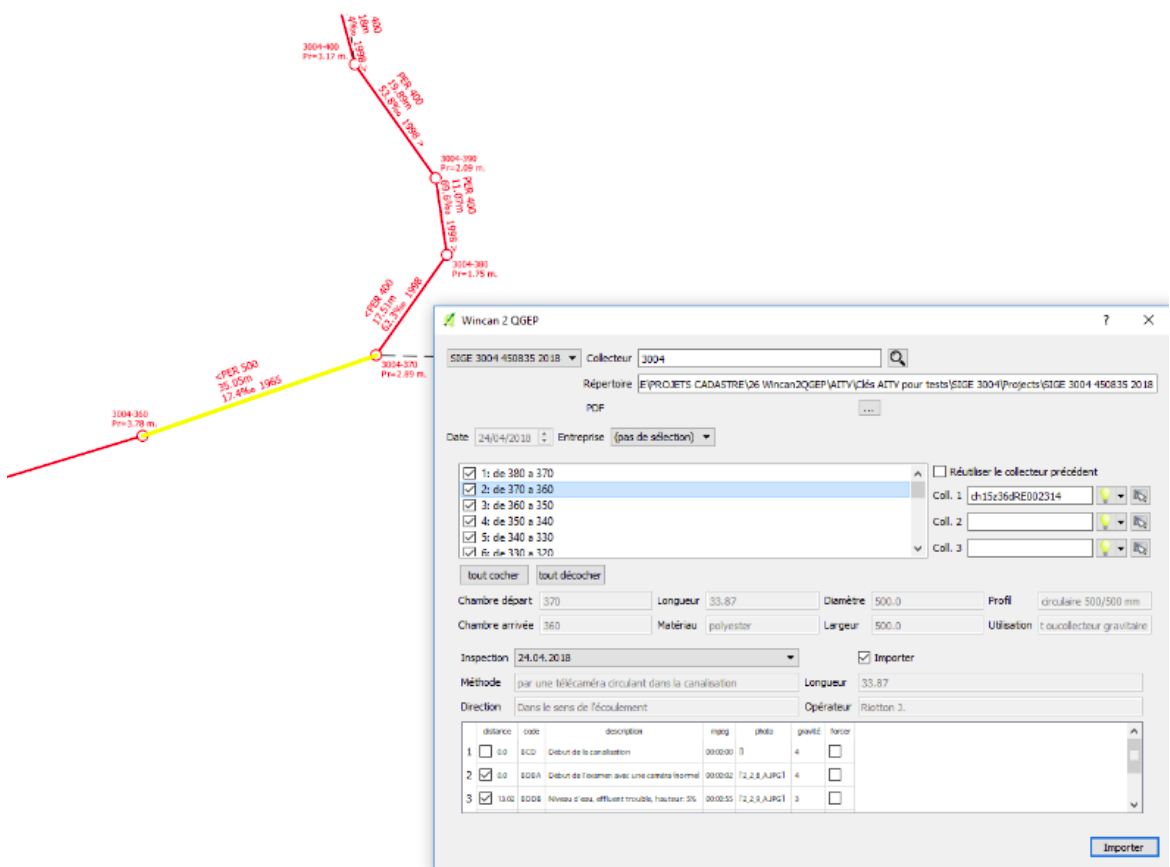 400
18m
4‰ 1998 >
3004-400
Pr=3.17 m.
PER 400
19.89m
53.8‰ 1998 >
3004-390
Pr=2.09 m.
PER 400
11.07m
69.6‰ 1998 >
3004-380
Pr=1.75 m.
<PER 400
17.51m
62.3‰ 1998
3004-370
Pr=2.89 m.
<PER 500
35.05m
17.4‰ 1965
3004-360
Pr=3.78 m.
Wincan 2 QGEP ? ×
SIGE 3004 450835 2018 Collecteur 3004
Répertoire E\PROJETS CADASTRE\26 Wincan2QGEP\AITV\Clés AITV pour tests\SIGE 3004\Projects\SIGE 3004 450835 2018
PDF ...
Date 24/04/2018 Entreprise (pas de sélection)
1: de 380 a 370
2: de 370 a 360
3: de 360 a 350
4: de 350 a 340
5: de 340 a 330
6: de 330 a 320
Réutiliser le collecteur précédent
Coll. 1 ch15z36dRE002314
Coll. 2
Coll. 3
tout cocher tout décocher
Chambre départ 370 Longueur 33.87 Diamètre 500.0 Profil circulaire 500/500 mm
Chambre arrivée 360 Matériau polyester Largeur 500.0 Utilisation t oucollecteur gravitaire
Inspection 24.04.2018 Importer
Méthode par une télécaméra circulant dans la canalisation Longueur 33.87
Direction Dans le sens de l'écoulement Opérateur Riotton J.
distance code description mpeg photo gravité forcer
1 0.0 BCD Début de la canalisation 00:00:00 [] 4
2 0.0 BDBA Début de l'examen avec une caméra (normal 00:00:02 ['2_2_8_A.JPG'] 4
3 13.02 BDDB Niveau d'eau, effluent trouble, hauteur: 5% 00:00:55 ['2_2_9_A.JPG'] 3
Importer